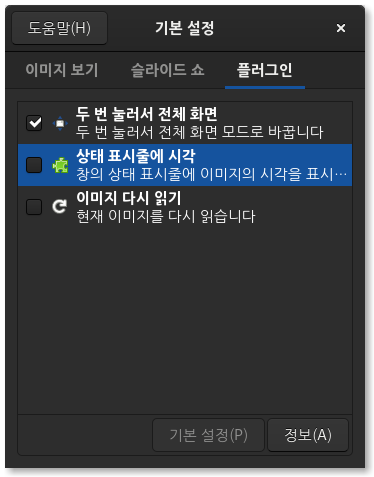 도움말(H)
기본 설정
이미지 보기
슬라이드 쇼
플러그인
두 번 눌러서 전체 화면
두 번 눌러서 전체 화면 모드로 바꿉니다
상태 표시줄에 시각
창의 상태 표시줄에 이미지의 시각을 표시…
이미지 다시 읽기
현재 이미지를 다시 읽습니다
기본 설정(P)
정보(A)